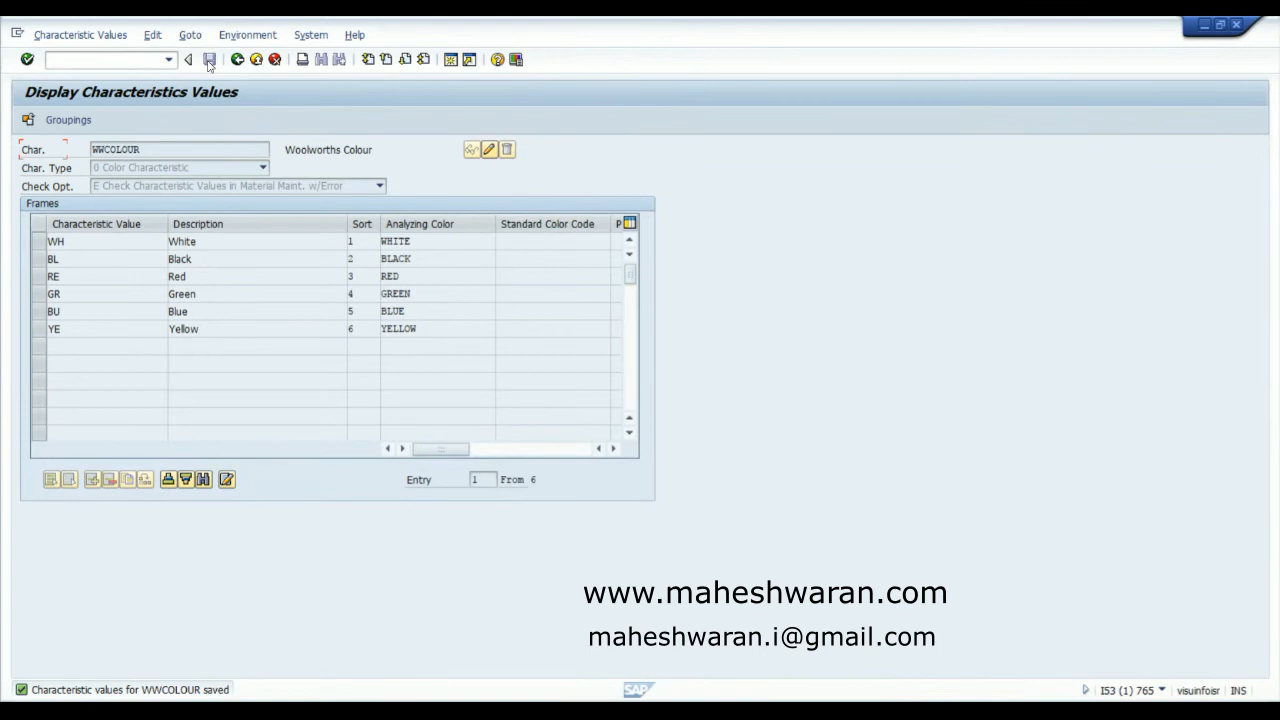 Characteristic Values Edit Goto Environment System Help
Display Characteristics Values
Groupings
Char. WWCOLOUR Woolworths Colour
Char. Type 0 Color Characteristic
Check Opt. E Check Characteristic Values in Material Maint. w/Error
Frames
Characteristic Value Description Sort Analyzing Color Standard Color Code P
WH White 1 WHITE
BL Black 2 BLACK
RE Red 3 RED
GR Green 4 GREEN
BU Blue 5 BLUE
YE Yellow 6 YELLOW
Entry 1 From 6
www.maheshwaran.com
maheshwaran.i@gmail.com
Characteristic values for WWCOLOUR saved SAP I53 (1) 765 visuinfoisr INS